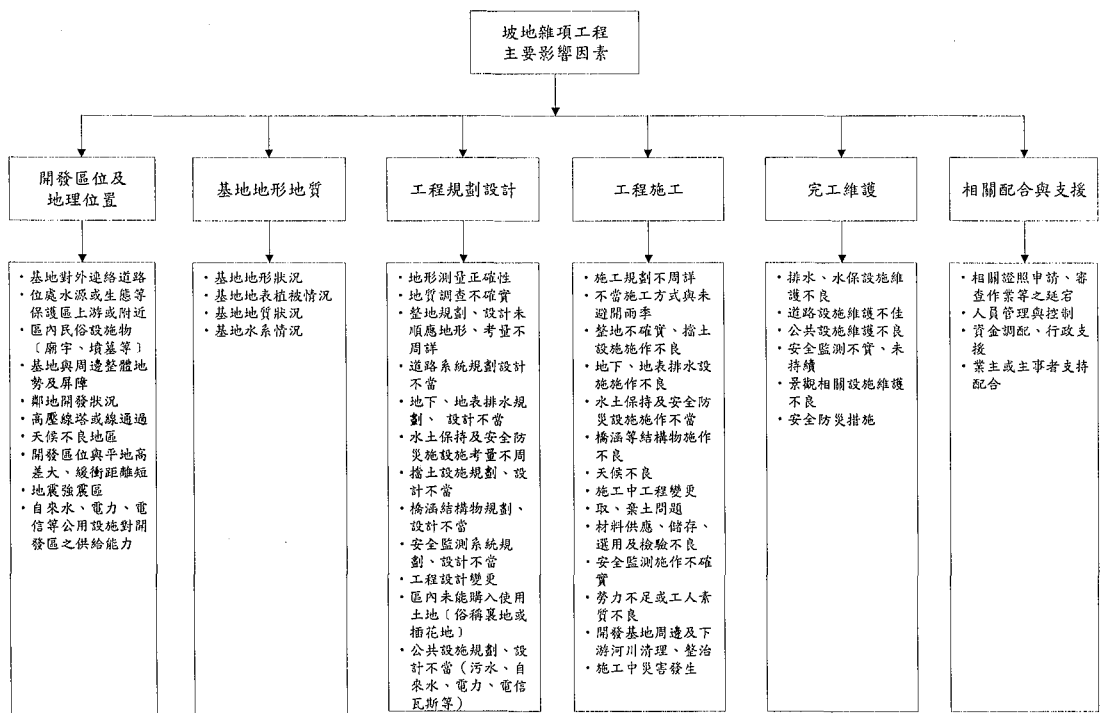 坡地雜項工程
主要影響因素
開發區位及
地理位置
基地地形地質
工程規劃設計
工程施工
完工維護
相關配合與支援
・基地對外連絡道路
・位處水源或生態等
保護區上游或附近
・區內民俗設施物
〔廟宇、墳墓等〕
・基地與周邊整體地
勢及屏障
・鄰地開發狀況
・高壓線塔或線通過
・天候不良地區
・開發區位與平地高
差大、緩衝距離短
・地震強震區
・自來水、電力、電
信等公用設施對開
發區之供給能力
・基地地形狀況
・基地地表植被情況
・基地地質狀況
・基地水系情況
・地形測量正確性
・地質調查不確實
・整地規劃、設計未
順應地形、考量不
周詳
・道路系統規劃設計
不當
・地下、地表排水規
劃、設計不當
・水土保持及安全防
災施設施考量不周
・擋土設施規劃、設
計不當
・橋涵結構物規劃、
設計不當
・安全監測系統規
劃、設計不當
・工程設計變更
・區內未能購入使用
土地〔俗稱裏地或
插花地〕
・公共設施規劃、設
計不當（污水、自
來水、電力、電信
瓦斯等）
・施工規劃不周詳
・不當施工方式與未
避開雨季
・整地不確實、擋土
設施施作不良
・地下、地表排水設
施施作不良
・水土保持及安全防
災設施施作不當
・橋涵等結構物施作
不良
・天候不良
・施工中工程變更
・取、棄土問題
・材料供應、儲存、
選用及檢驗不良
・安全監測施作不確
實
・勞力不足或工人素
質不良
・開發基地周邊及下
游河川清理、整治
・施工中災害發生
・排水、水保設施維
護不良
・道路設施維護不佳
・公共設施維護不良
・安全監測不實、未
持續
・景觀相關設施維護
不良
・安全防災措施
・相關證照申請、審
查作業等之延宕
・人員管理與控制
・資金調配、行政支
援
・業主或主事者支持
配合